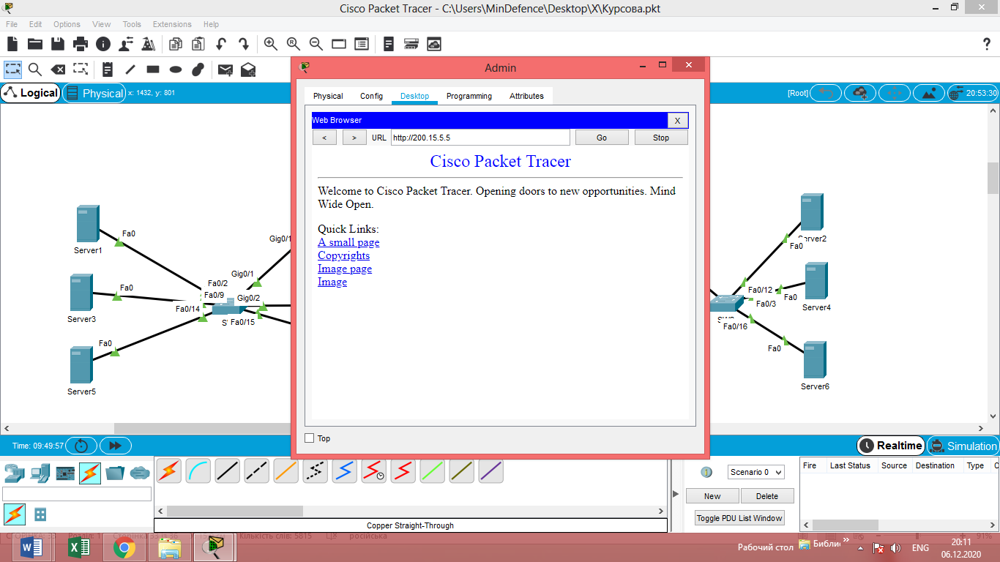 Cisco Packet Tracer - C:\Users\MinDefence\Desktop\X\Курсова.pkt
File Edit Options View Tools Extensions Help
Logical Physical x: 1432, y: 801 [Root] 20:53:30
Admin
Physical Config Desktop Programming Attributes
Web Browser X
< > URL http://200.15.5.5 Go Stop
Cisco Packet Tracer
Welcome to Cisco Packet Tracer. Opening doors to new opportunities. Mind
Wide Open.
Quick Links:
A small page
Copyrights
Image page
Image
Top
Server1
Fa0
Gig0/1
Server3
Fa0
Gig0/1
Fa0/2
Fa0/9
Gig0/2
Fa0/14
Fa0/15
Fa0
Server5
Server2
Fa0
Fa0/12
Fa0/3
Fa0
Server4
Fa0/16
Fa0
Server6
Time: 09:49:57 Realtime Simulation
Scenario 0
New Delete
Toggle PDU List Window
Fire Last Status Source Destination Type C
Copper Straight-Through
Кількість слів: 5815 російська 91%
Рабочий стол Библи » ENG 20:11
06.12.2020